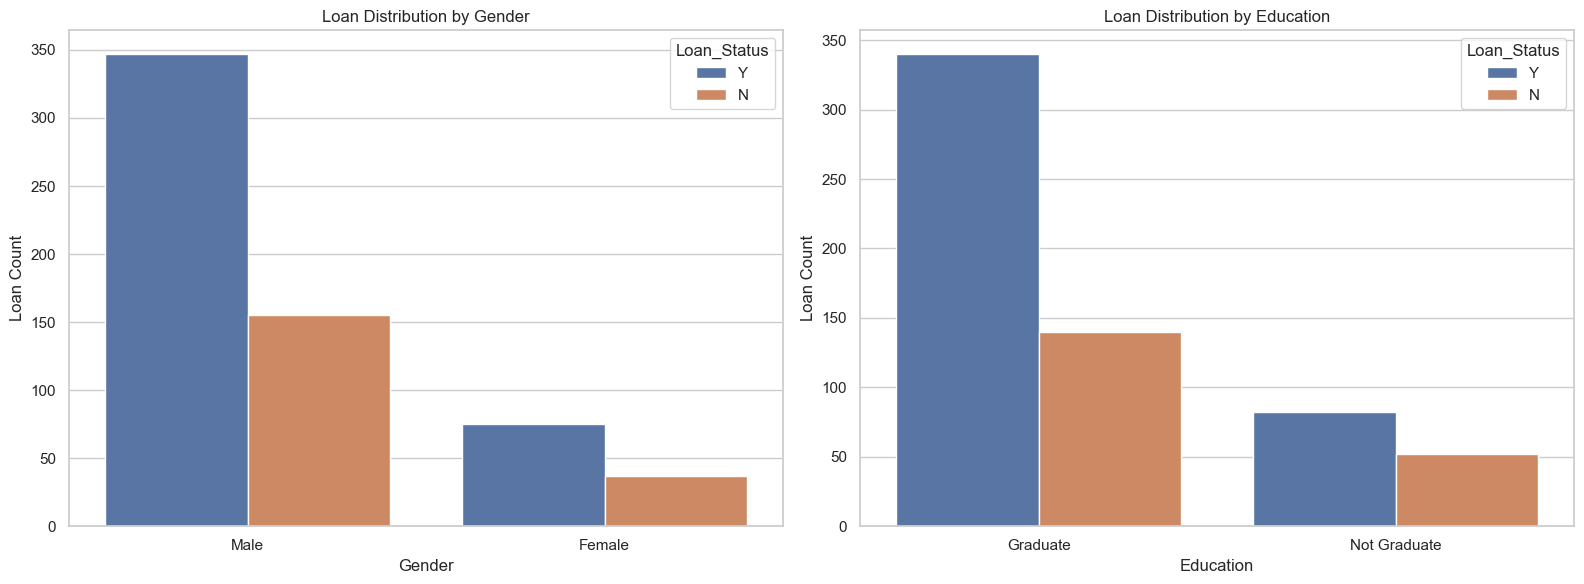 Loan Distribution by Gender
350
300
250
200
150
100
50
0
Loan Count
Loan_Status
Y
N
Male
Female
Gender
Loan Distribution by Education
350
300
250
200
150
100
50
0
Loan Count
Loan_Status
Y
N
Graduate
Not Graduate
Education